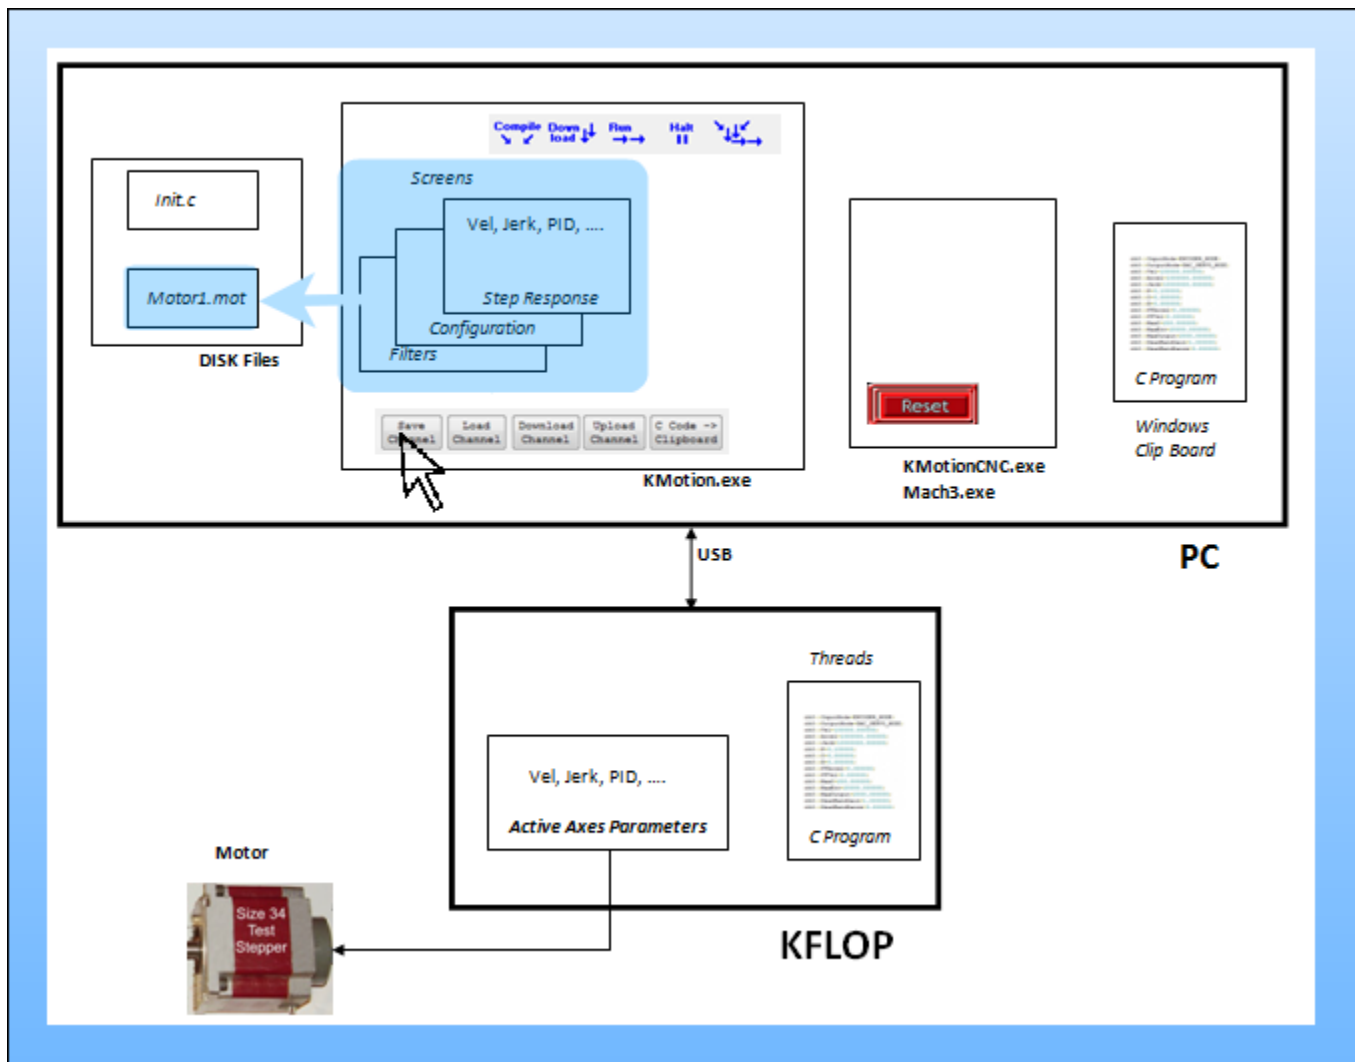 Compile
Down
load
Run
Halt
Screens
Init.c
Vel, Jerk, PID, ....
Motor1.mot
Step Response
Configuration
Filters
DISK Files
Save
Channel
Load
Channel
Download
Channel
Upload
Channel
C Code ->
Clipboard
KMotion.exe
Reset
KMotionCNC.exe
Mach3.exe
C Program
Windows
Clip Board
PC
USB
Threads
Vel, Jerk, PID, ....
Active Axes Parameters
C Program
KFLOP
Motor
Size 34
Test
Stepper